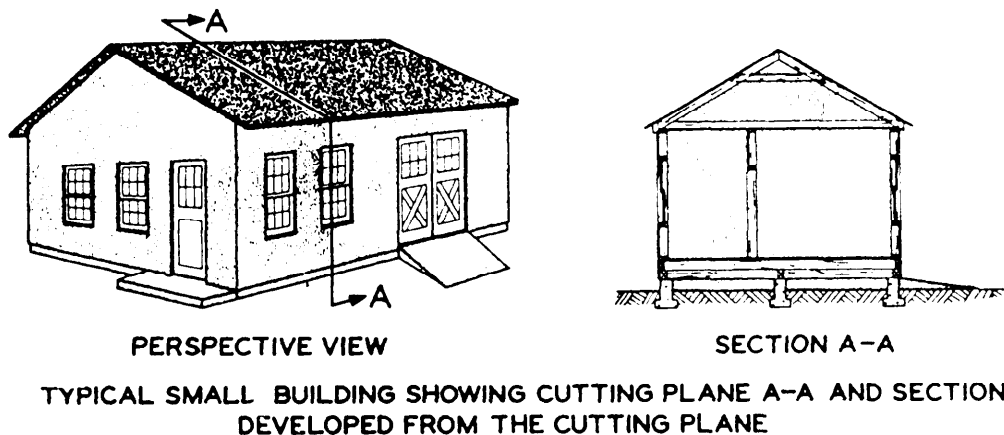 A
A
PERSPECTIVE VIEW
SECTION A-A
TYPICAL SMALL BUILDING SHOWING CUTTING PLANE A-A AND SECTION
DEVELOPED FROM THE CUTTING PLANE